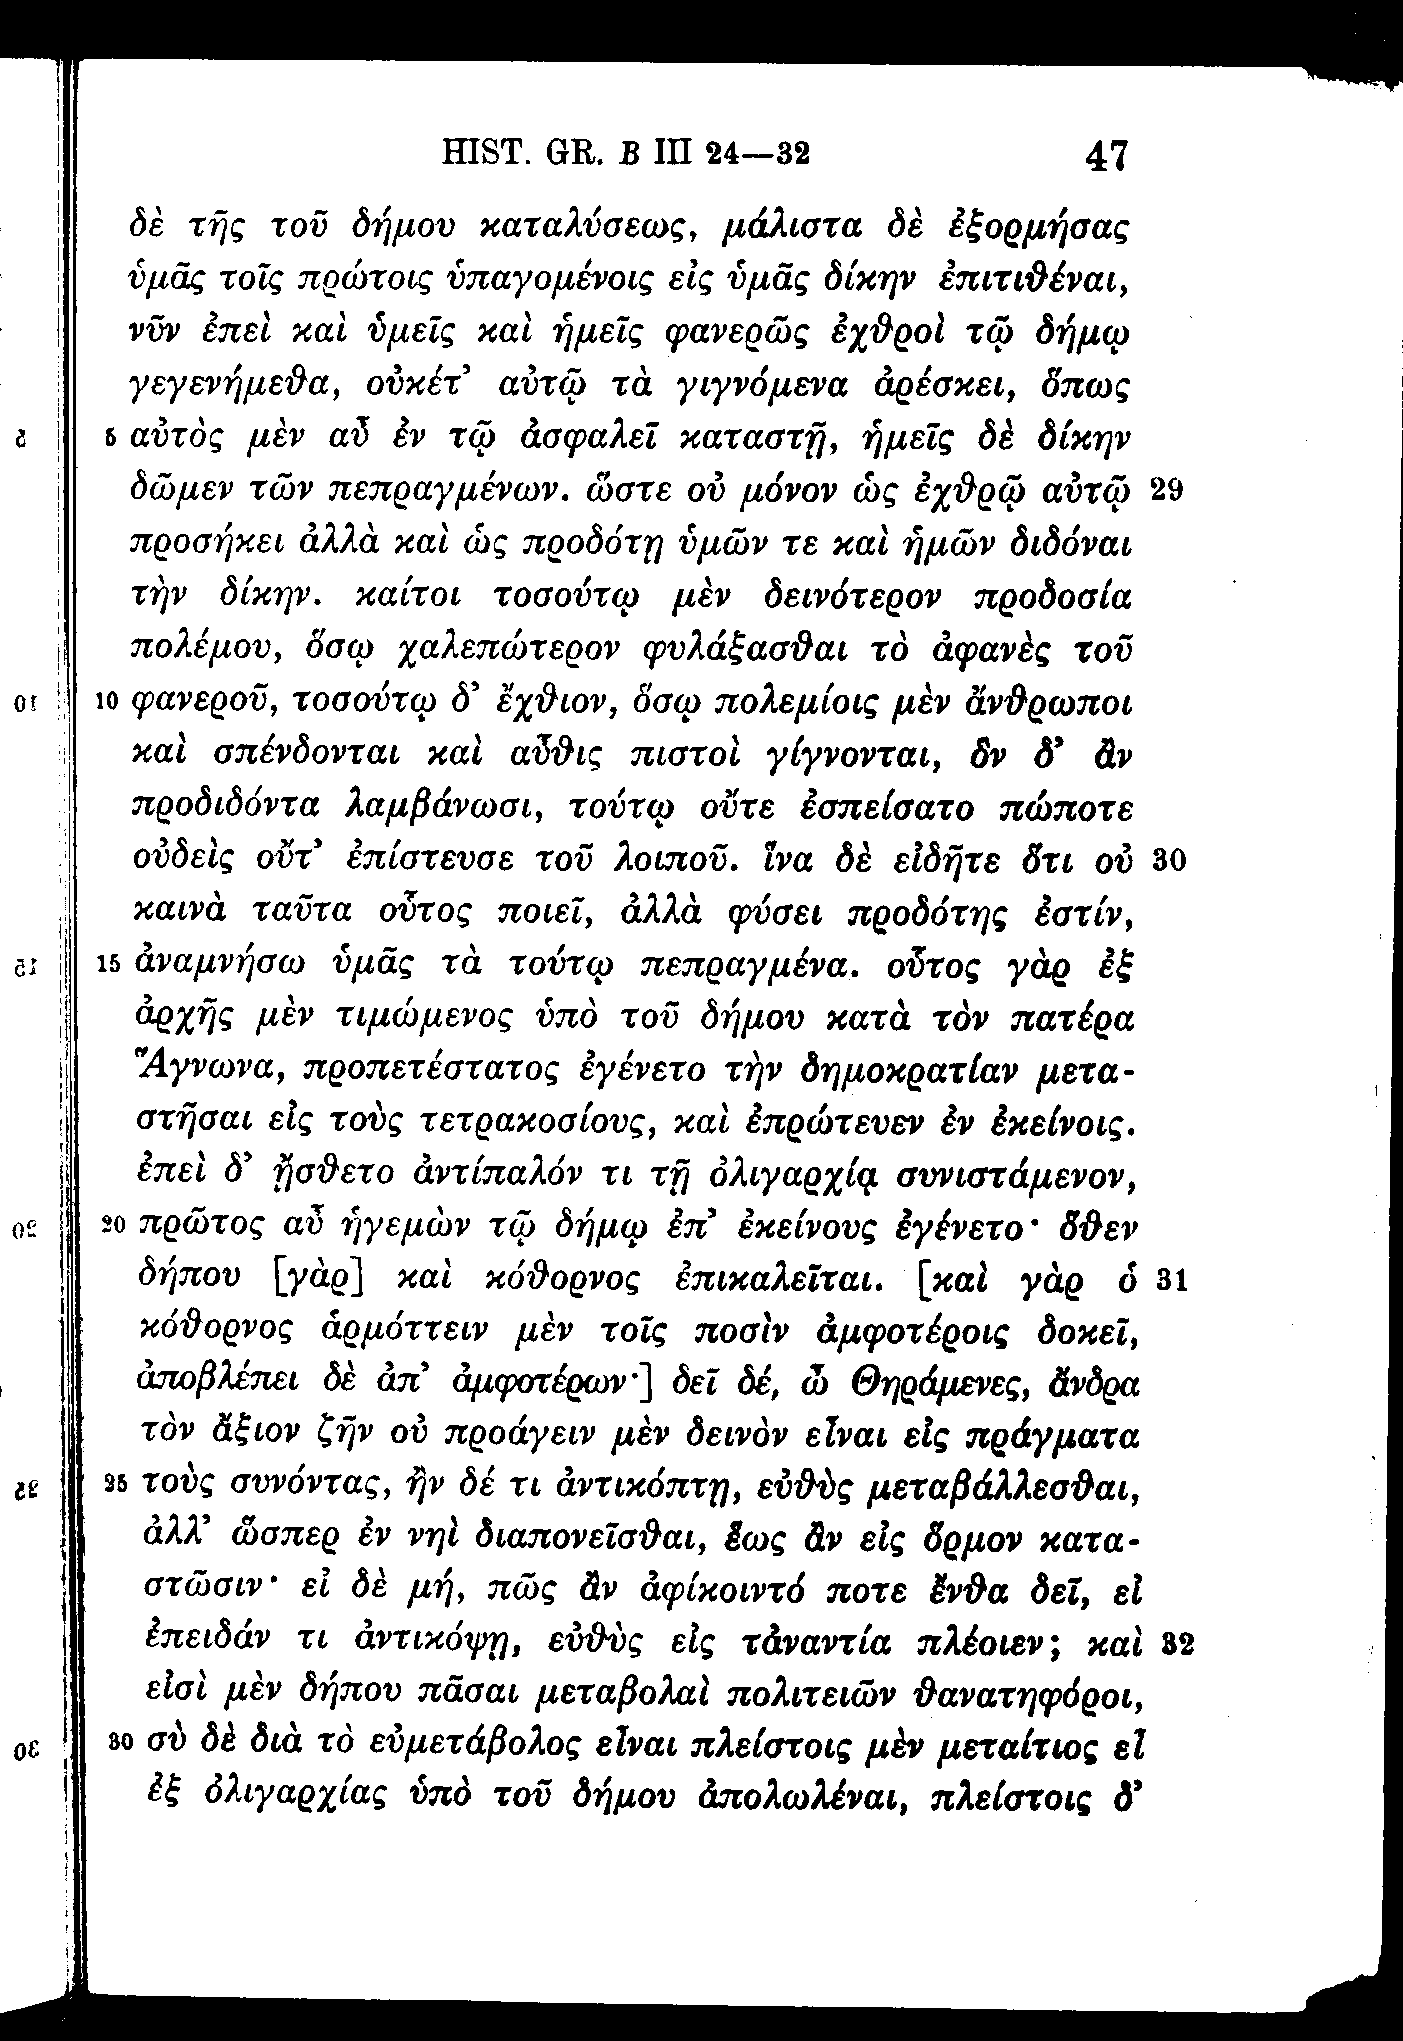 HIST. GR. B III 24—32 47
δὲ τῆς τοῦ δήμου καταλύσεως, μάλιστα δὲ ἐξορμήσας
ὑμᾶς τοῖς πρώτοις ὑπαγομένοις εἰς ὑμᾶς δίκην ἐπιτιθέναι,
νῦν ἐπεὶ καὶ ὑμεῖς καὶ ἡμεῖς φανερῶς ἐχθροὶ τῷ δήμῳ
γεγενήμεθα, οὐκέτ’ αὐτῷ τὰ γιγνόμενα ἀρέσκει, ὅπως
5 αὐτὸς μὲν αὖ ἐν τῷ ἀσφαλεῖ καταστῇ, ἡμεῖς δὲ δίκην
δῶμεν τῶν πεπραγμένων. ὥστε οὐ μόνον ὡς ἐχθρῷ αὐτῷ 29
προσήκει ἀλλὰ καὶ ὡς προδότῃ ὑμῶν τε καὶ ἡμῶν διδόναι
τὴν δίκην. καίτοι τοσούτῳ μὲν δεινότερον προδοσία
πολέμου, ὅσῳ χαλεπώτερον φυλάξασθαι τὸ ἀφανὲς τοῦ
10 φανεροῦ, τοσούτῳ δ’ ἔχθιον, ὅσῳ πολεμίοις μὲν ἄνθρωποι
καὶ σπένδονται καὶ αὖθις πιστοὶ γίγνονται, ὃν δ’ ἂν
προδιδόντα λαμβάνωσι, τούτῳ οὔτε ἐσπείσατο πώποτε
οὐδεὶς οὔτ’ ἐπίστευσε τοῦ λοιποῦ. ἵνα δὲ εἰδῆτε ὅτι οὐ 30
καινὰ ταῦτα οὗτος ποιεῖ, ἀλλὰ φύσει προδότης ἐστίν,
15 ἀναμνήσω ὑμᾶς τὰ τούτῳ πεπραγμένα. οὗτος γὰρ ἐξ
ἀρχῆς μὲν τιμώμενος ὑπὸ τοῦ δήμου κατὰ τὸν πατέρα
Ἅγνωνα, προπετέστατος ἐγένετο τὴν δημοκρατίαν μετα-
στῆσαι εἰς τοὺς τετρακοσίους, καὶ ἐπρώτευεν ἐν ἐκείνοις.
ἐπεὶ δ’ ᾔσθετο ἀντίπαλόν τι τῇ ὀλιγαρχίᾳ συνιστάμενον,
20 πρῶτος αὖ ἡγεμὼν τῷ δήμῳ ἐπ’ ἐκείνους ἐγένετο· ὅθεν
δήπου [γὰρ] καὶ κόθορνος ἐπικαλεῖται. [καὶ γὰρ ὁ 31
κόθορνος ἁρμόττειν μὲν τοῖς ποσὶν ἀμφοτέροις δοκεῖ,
ἀποβλέπει δὲ ἀπ’ ἀμφοτέρων·] δεῖ δέ, ὦ Θηράμενες, ἄνδρα
τὸν ἄξιον ζῆν οὐ προάγειν μὲν δεινὸν εἶναι εἰς πράγματα
25 τοὺς συνόντας, ἢν δέ τι ἀντικόπτῃ, εὐθὺς μεταβάλλεσθαι,
ἀλλ’ ὥσπερ ἐν νηὶ διαπονεῖσθαι, ἕως ἂν εἰς ὅρμον κατα-
στῶσιν· εἰ δὲ μή, πῶς ἂν ἀφίκοιντό ποτε ἔνθα δεῖ, εἰ
ἐπειδάν τι ἀντικόψῃ, εὐθὺς εἰς τἀναντία πλέοιεν; καὶ 32
εἰσὶ μὲν δήπου πᾶσαι μεταβολαὶ πολιτειῶν θανατηφόροι,
30 σὺ δὲ διὰ τὸ εὐμετάβολος εἶναι πλείστοις μὲν μεταίτιος εἶ
ἐξ ὀλιγαρχίας ὑπὸ τοῦ δήμου ἀπολωλέναι, πλείστοις δ’